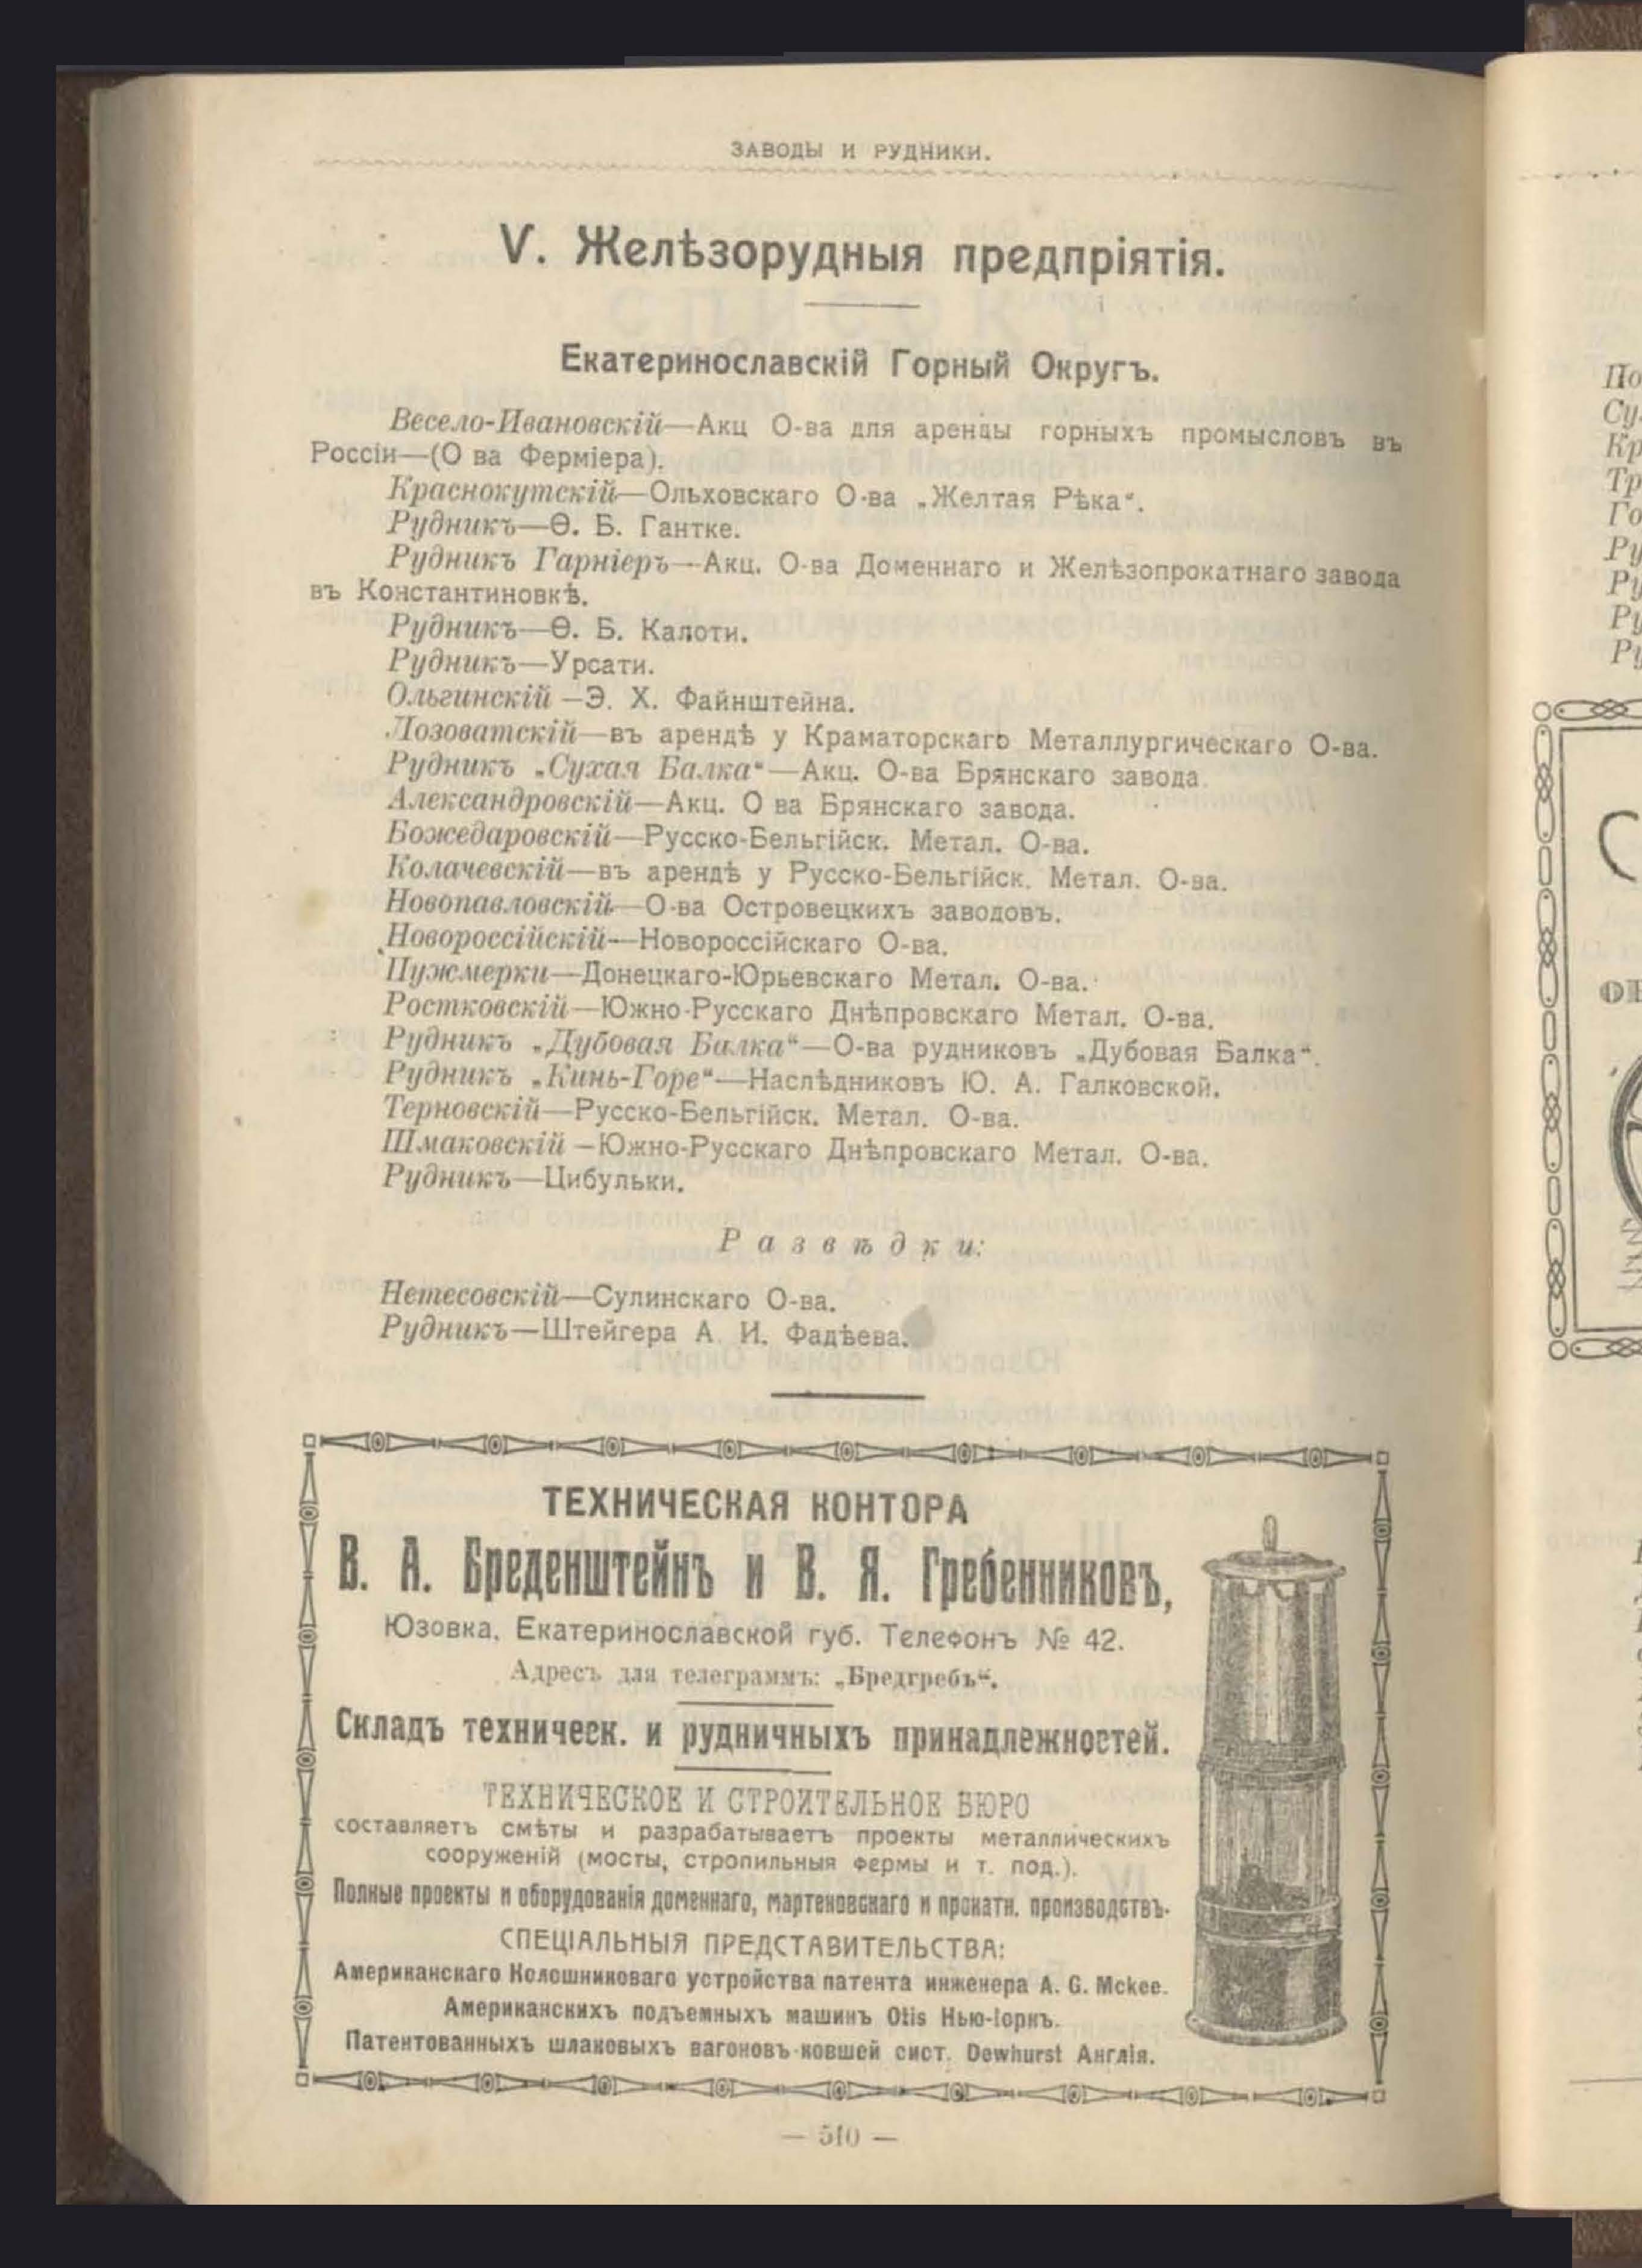 ЗАВОДЫ И РУДНИКИ.
V. Желѣзорудныя предпріятія.
Екатеринославскій Горный Округъ.
Весело-Ивановскій—Акц О-ва для аренды горныхъ промысловъ въ
Россіи—(О ва Ферміера).
Краснокутскій—Ольховскаго О-ва „Желтая Рѣка“.
Рудникъ—Ѳ. Б. Гантке.
Рудникъ Гарніеръ—Акц. О-ва Доменнаго и Желѣзопрокатнаго завода
въ Константиновкѣ.
Рудникъ—Ѳ. Б. Калоти.
Рудникъ—Урсати.
Ольгинскій—Э. Х. Файнштейна.
Лозоватскій—въ арендѣ у Краматорскаго Металлургическаго О-ва.
Рудникъ „Сухая Балка“—Акц. О-ва Брянскаго завода.
Александровскій—Акц. О ва Брянскаго завода.
Божедаровскій—Русско-Бельгійск. Метал. О-ва.
Колачевскій—въ арендѣ у Русско-Бельгійск. Метал. О-ва.
Новопавловскій—О-ва Островецкихъ заводовъ.
Новороссійскій—Новороссійскаго О-ва.
Пужмерки—Донецкаго-Юрьевскаго Метал. О-ва.
Ростковскій—Южно-Русскаго Днѣпровскаго Метал. О-ва.
Рудникъ „Дубовая Балка“—О-ва рудниковъ „Дубовая Балка“.
Рудникъ „Кинь-Горе“—Наслѣдниковъ Ю. А. Галковской.
Терновскій—Русско-Бельгійск. Метал. О-ва.
Шмаковскій—Южно-Русскаго Днѣпровскаго Метал. О-ва.
Рудникъ—Цибульки.
Развѣдки:
Нетесовскій—Сулинскаго О-ва.
Рудникъ—Штейгера А. И. Фадѣева.
ТЕХНИЧЕСКАЯ КОНТОРА
В. А. Бреденштейнъ и В. Я. Гребенниковъ,
Юзовка, Екатеринославской губ. Телефонъ № 42.
Адресъ для телеграммъ: „Бредгребъ“.
Складъ техническ. и рудничныхъ принадлежностей.
ТЕХНИЧЕСКОЕ И СТРОИТЕЛЬНОЕ БЮРО
составляетъ смѣты и разрабатываетъ проекты металлическихъ
сооруженій (мосты, стропильныя фермы и т. под.).
Полные проекты и оборудованія доменнаго, мартеновскаго и прокатн. производствъ.
СПЕЦІАЛЬНЫЯ ПРЕДСТАВИТЕЛЬСТВА:
Американскаго Колошниковаго устройства патента инженера A. G. Mckee.
Американскихъ подъемныхъ машинъ Otis Нью-Іоркъ.
Патентованныхъ шлаковыхъ вагоновъ-ковшей сист. Dewhurst Англія.
— 510 —